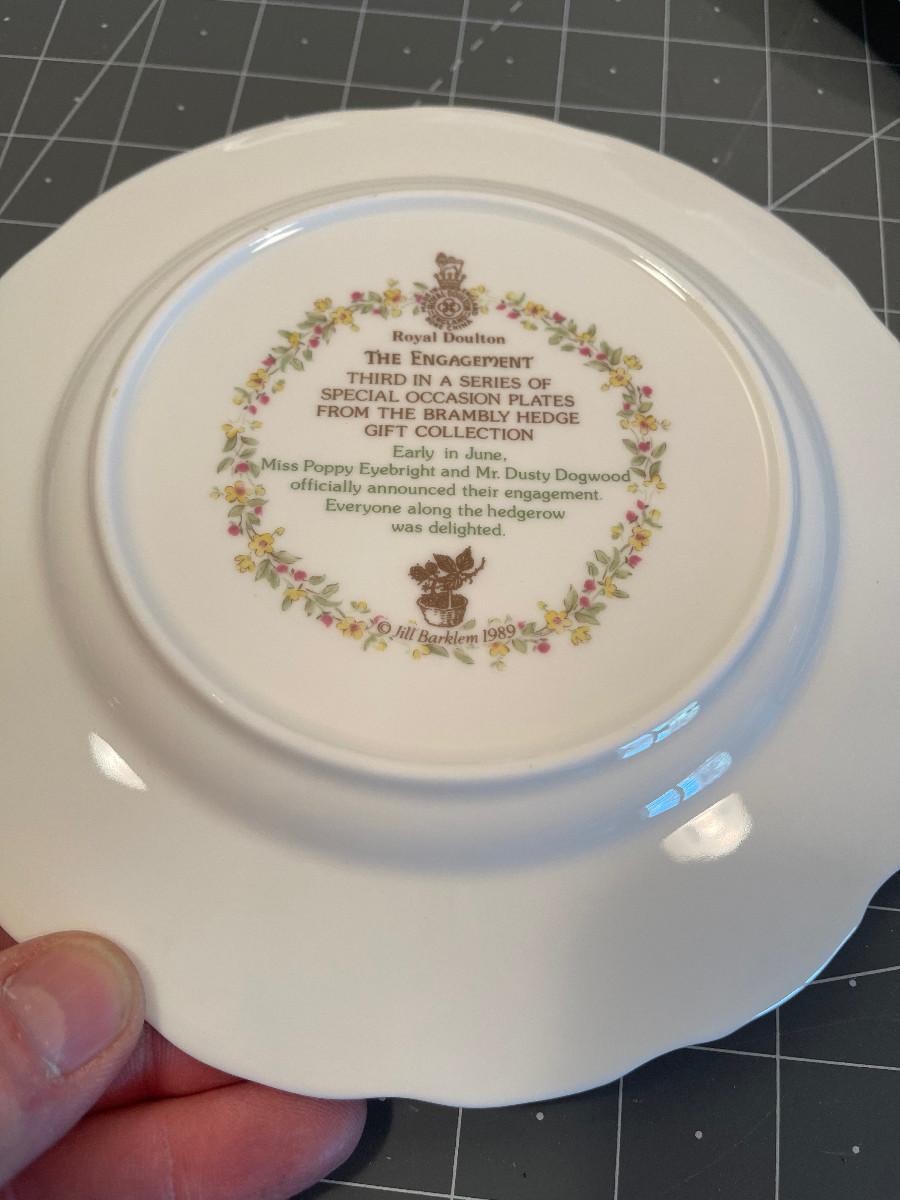 Royal Doulton
THE ENGAGEMENT
THIRD IN A SERIES OF
SPECIAL OCCASION PLATES
FROM THE BRAMBLY HEDGE
GIFT COLLECTION
Early in June,
Miss Poppy Eyebright and Mr. Dusty Dogwood
officially announced their engagement.
Everyone along the hedgerow
was delighted.
© Jill Barklem 1989